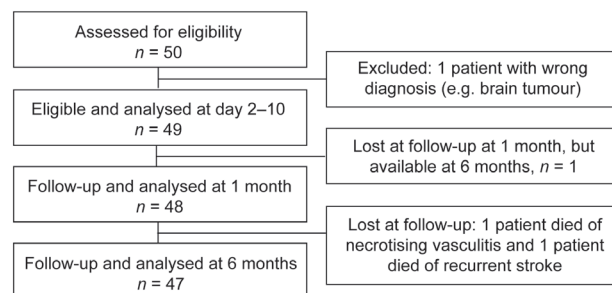 Assessed for eligibility
n = 50
Excluded: 1 patient with wrong
diagnosis (e.g. brain tumour)
Eligible and analysed at day 2–10
n = 49
Lost at follow-up at 1 month, but
available at 6 months, n = 1
Follow-up and analysed at 1 month
n = 48
Lost at follow-up: 1 patient died of
necrotising vasculitis and 1 patient
died of recurrent stroke
Follow-up and analysed at 6 months
n = 47